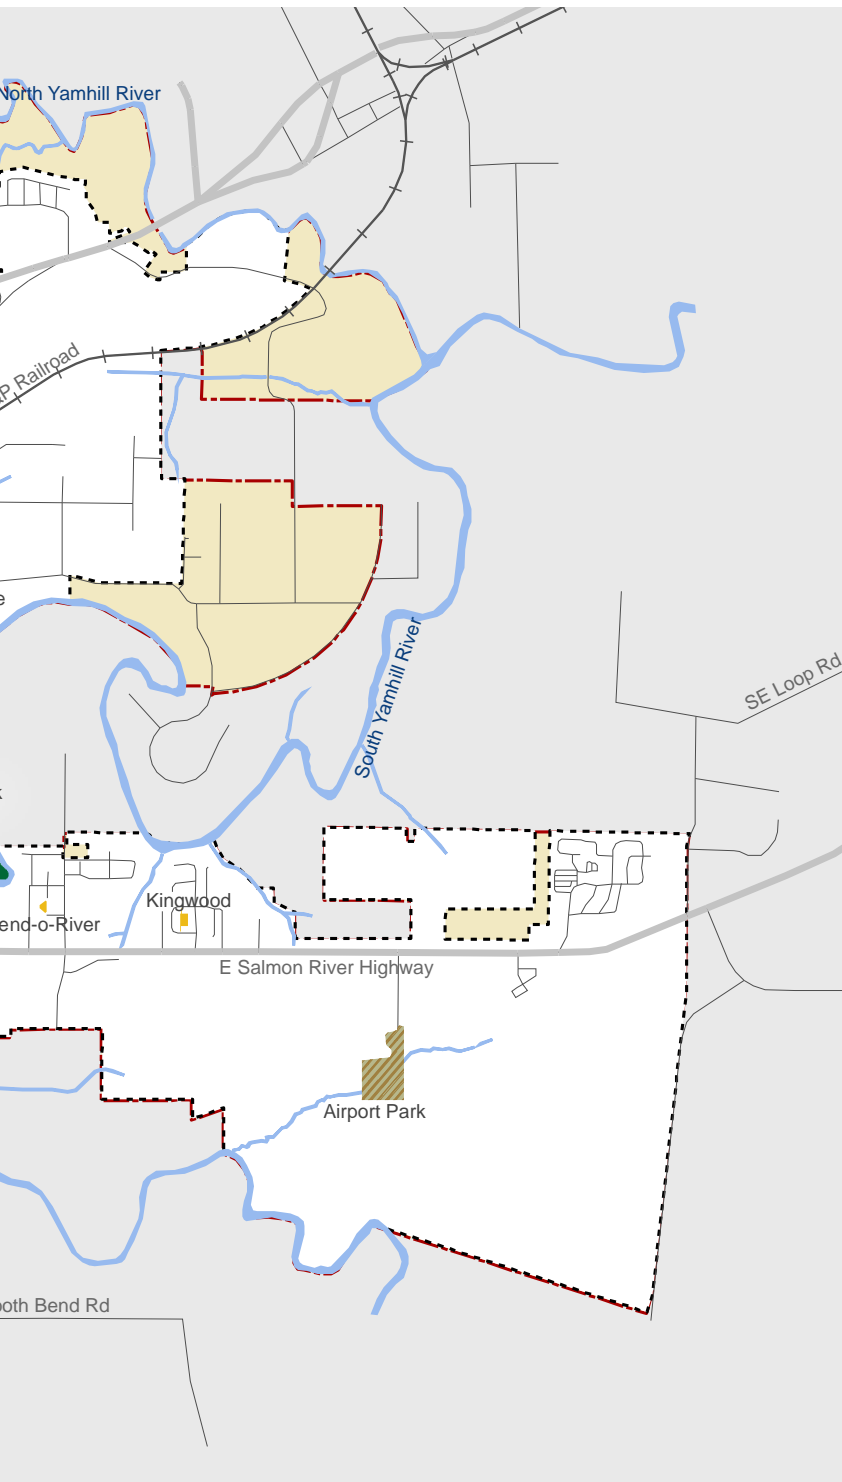 North Yamhill River
P Railroad
e
South Yamhill River
SE Loop Rd
k
Kingwood
end-o-River
E Salmon River Highway
Airport Park
ooth Bend Rd